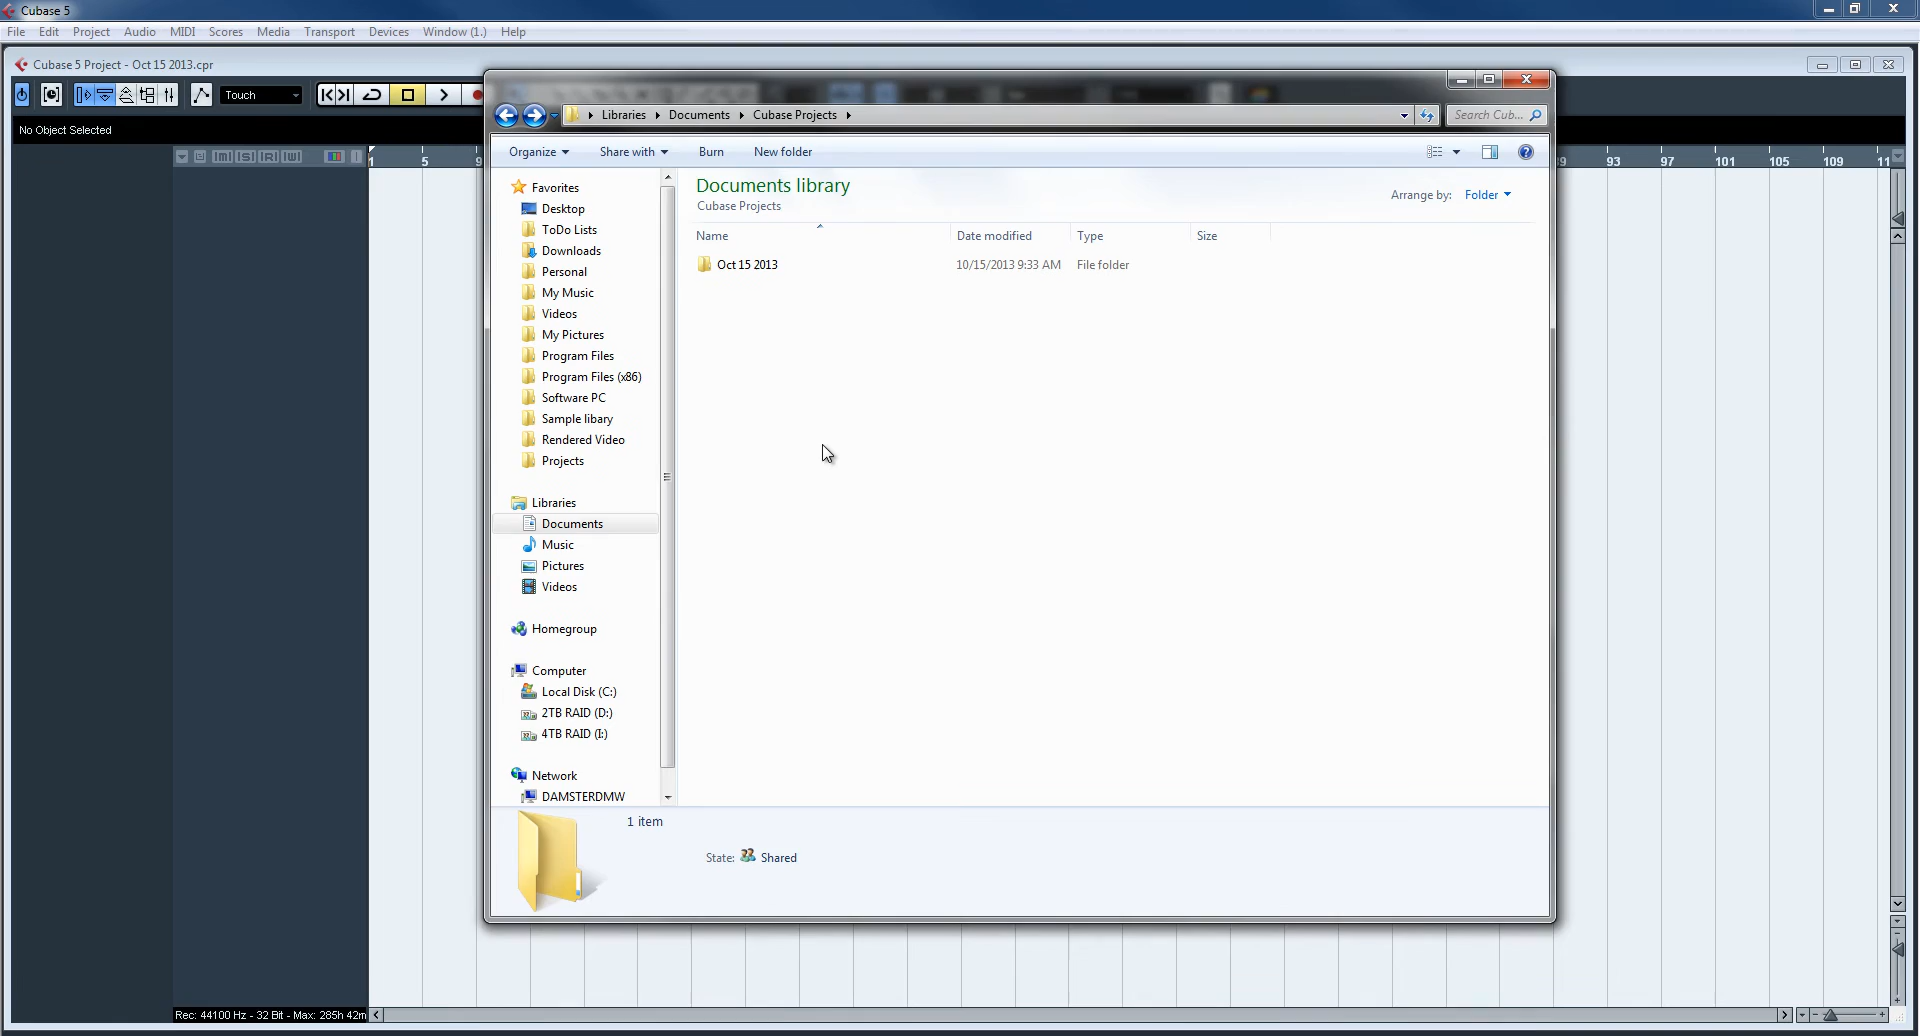 Cubase 5
File Edit Project Audio MIDI Scores Media Transport Devices Window (1.) Help
Cubase 5 Project - Oct 15 2013.cpr
Touch
No Object Selected
1 5 9
93 97 101 105 109 11
Libraries Documents Cubase Projects
Search Cub...
Organize Share with Burn New folder
Documents library
Cubase Projects
Arrange by: Folder
Name Date modified Type Size
Oct 15 2013 10/15/2013 9:33 AM File folder
Favorites
Desktop
ToDo Lists
Downloads
Personal
My Music
Videos
My Pictures
Program Files
Program Files (x86)
Software PC
Sample libary
Rendered Video
Projects
Libraries
Documents
Music
Pictures
Videos
Homegroup
Computer
Local Disk (C:)
2TB RAID (D:)
4TB RAID (I:)
Network
DAMSTERDMW
1 item
State: Shared
Rec: 44100 Hz - 32 Bit - Max: 285h 42m